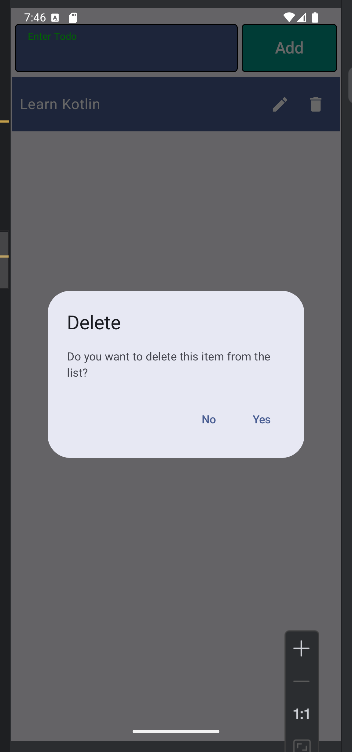 7:46
Enter Todo
Add
Learn Kotlin
Delete
Do you want to delete this item from the
list?
No
Yes
1:1